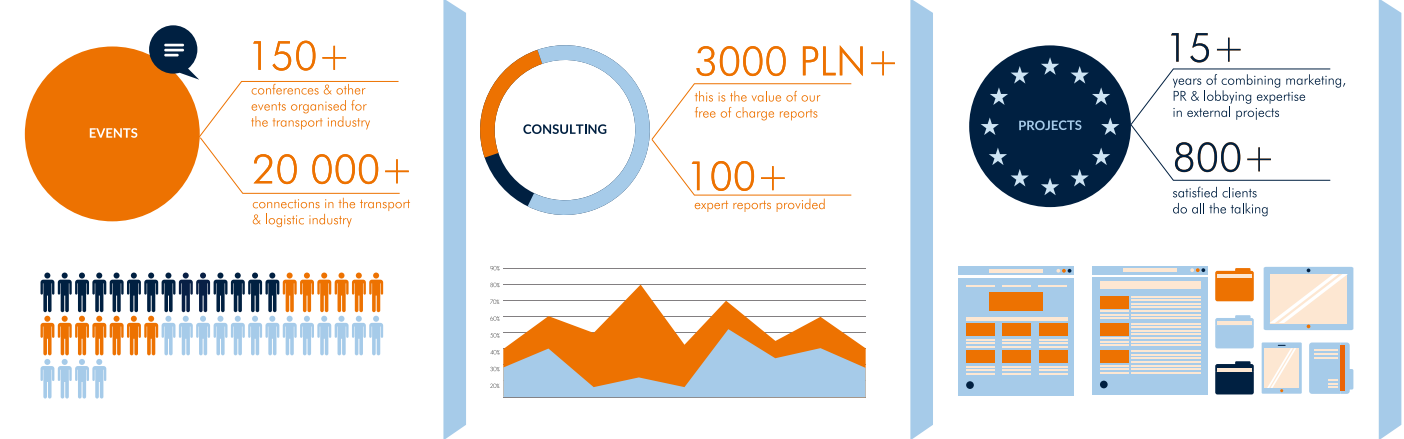 EVENTS
150+
conferences & other
events organised for
the transport industry
20 000+
connections in the transport
& logistic industry
CONSULTING
3000 PLN+
this is the value of our
free of charge reports
100+
expert reports provided
90%
80%
70%
60%
50%
40%
30%
20%
PROJECTS
15+
years of combining marketing,
PR & lobbying expertise
in external projects
800+
satisfied clients
do all the talking